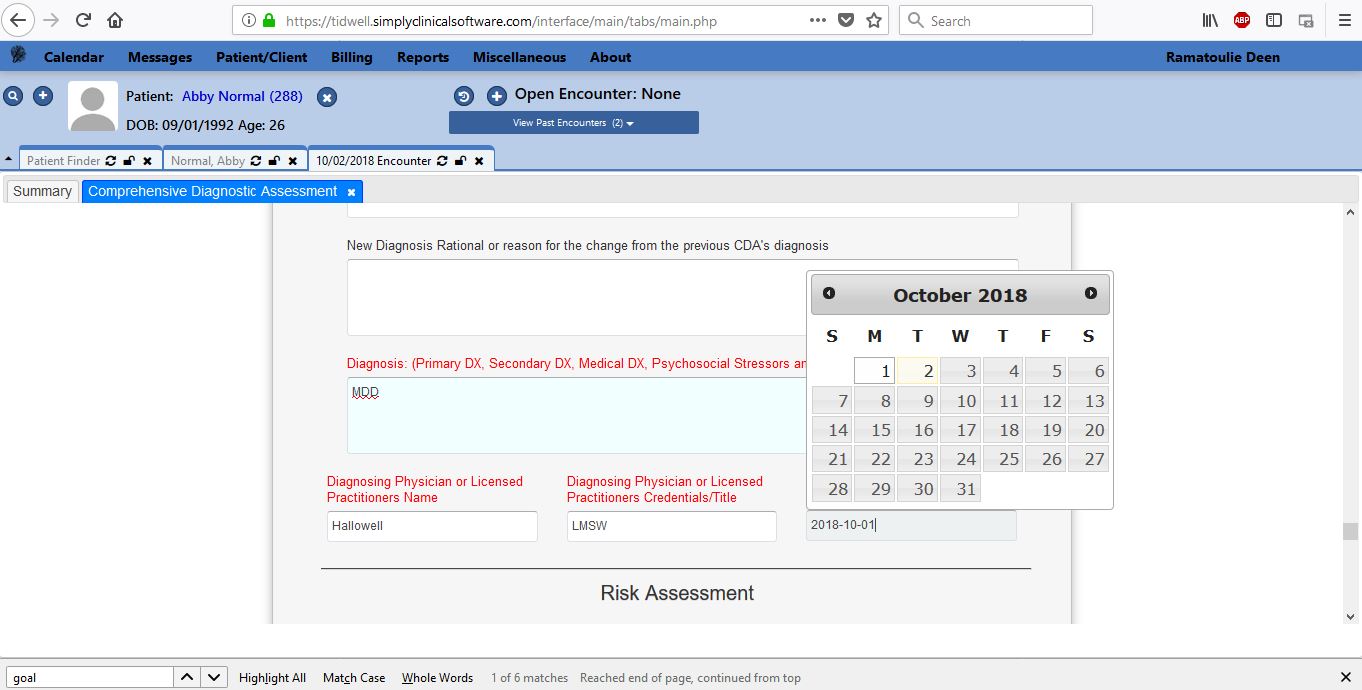 https://tidwell.simplyclinicalsoftware.com/interface/main/tabs/main.php
Search
ABP
Calendar Messages Patient/Client Billing Reports Miscellaneous About Ramatoulie Deen
Patient: Abby Normal (288)
DOB: 09/01/1992 Age: 26
Open Encounter: None
View Past Encounters (2)
Patient Finder Normal, Abby 10/02/2018 Encounter
Summary Comprehensive Diagnostic Assessment
New Diagnosis Rational or reason for the change from the previous CDA's diagnosis
October 2018
S M T W T F S
1 2 3 4 5 6
7 8 9 10 11 12 13
14 15 16 17 18 19 20
21 22 23 24 25 26 27
28 29 30 31
Diagnosis: (Primary DX, Secondary DX, Medical DX, Psychosocial Stressors an
MDD
Diagnosing Physician or Licensed
Practitioners Name
Hallowell
Diagnosing Physician or Licensed
Practitioners Credentials/Title
LMSW
2018-10-01
Risk Assessment
goal Highlight All Match Case Whole Words 1 of 6 matches Reached end of page, continued from top